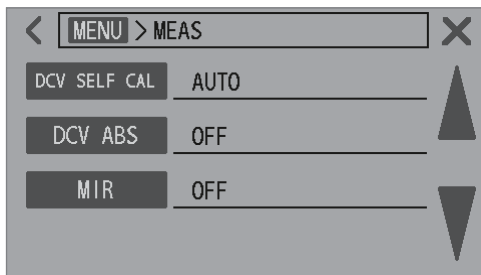 MENU > MEAS
DCV SELF CAL AUTO
DCV ABS OFF
MIR OFF